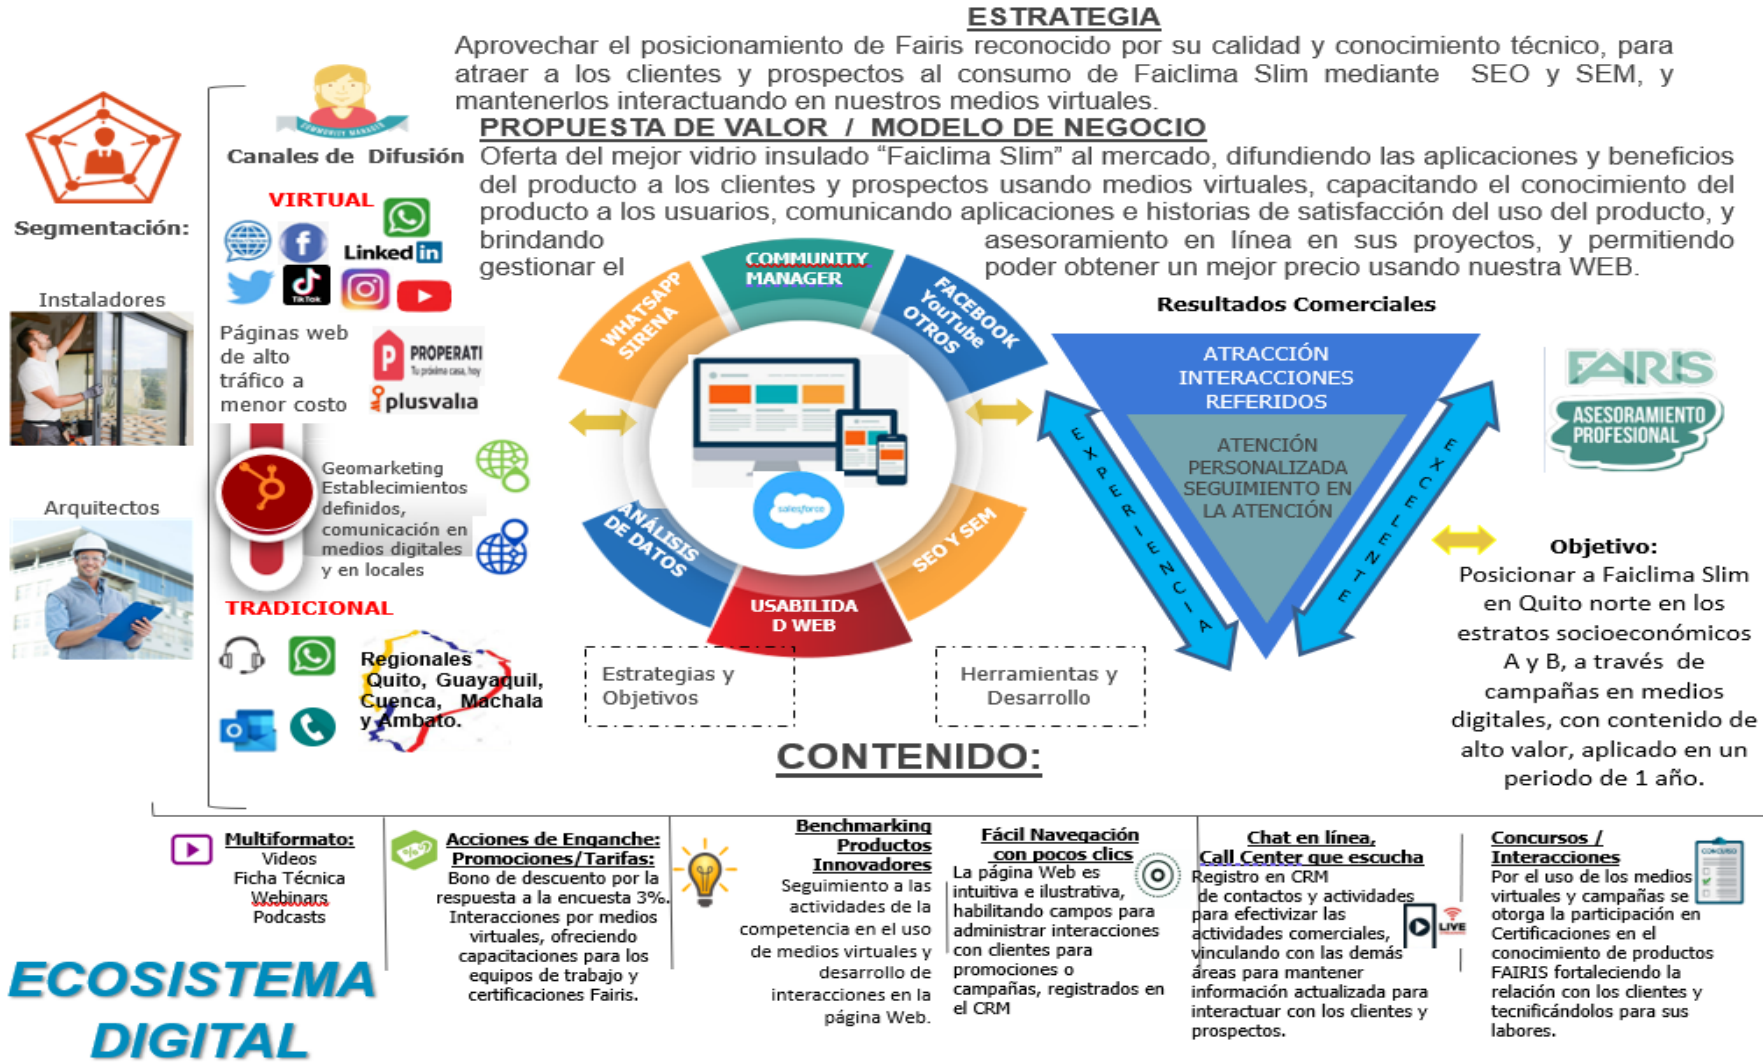 ESTRATEGIA
Aprovechar el posicionamiento de Fairis reconocido por su calidad y conocimiento técnico, para
atraer a los clientes y prospectos al consumo de Faiclima Slim mediante SEO y SEM, y
mantenerlos interactuando en nuestros medios virtuales.
PROPUESTA DE VALOR / MODELO DE NEGOCIO
Oferta del mejor vidrio insulado “Faiclima Slim” al mercado, difundiendo las aplicaciones y beneficios
del producto a los clientes y prospectos usando medios virtuales, capacitando el conocimiento del
producto a los usuarios, comunicando aplicaciones e historias de satisfacción del uso del producto, y
brindando asesoramiento en línea en sus proyectos, y permitiendo
gestionar el poder obtener un mejor precio usando nuestra WEB.
Segmentación:
Instaladores
Arquitectos
COMMUNITY MANAGER
Canales de Difusión
VIRTUAL
Linked in
TikTok
Páginas web
de alto
tráfico a
menor costo
PROPERATI
Tu próxima casa, hoy
plusvalia
Geomarketing
Establecimientos
definidos,
comunicación en
medios digitales
y en locales
TRADICIONAL
Regionales
Quito, Guayaquil,
Cuenca, Machala
y Ambato.
WHATSAPP
SIRENA
COMMUNITY
MANAGER
FACEBOOK
YouTube
OTROS
salesforce
ANÁLISIS
DE DATOS
USABILIDA
D WEB
SEO Y SEM
Estrategias y
Objetivos
Herramientas y
Desarrollo
Resultados Comerciales
ATRACCIÓN
INTERACCIONES
REFERIDOS
ATENCIÓN
PERSONALIZADA
SEGUIMIENTO EN
LA ATENCIÓN
EXPERIENCIA
EXCELENTE
FAIRIS
ASESORAMIENTO
PROFESIONAL
Objetivo:
Posicionar a Faiclima Slim
en Quito norte en los
estratos socioeconómicos
A y B, a través de
campañas en medios
digitales, con contenido de
alto valor, aplicado en un
periodo de 1 año.
CONTENIDO:
Multiformato:
Videos
Ficha Técnica
Webinars
Podcasts
Acciones de Enganche:
Promociones/Tarifas:
Bono de descuento por la
respuesta a la encuesta 3%.
Interacciones por medios
virtuales, ofreciendo
capacitaciones para los
equipos de trabajo y
certificaciones Fairis.
Benchmarking
Productos
Innovadores
Seguimiento a las
actividades de la
competencia en el uso
de medios virtuales y
desarrollo de
interacciones en la
página Web.
Fácil Navegación
con pocos clics
La página Web es
intuitiva e ilustrativa,
habilitando campos para
administrar interacciones
con clientes para
promociones o
campañas, registrados en
el CRM
Chat en línea,
Call Center que escucha
Registro en CRM
de contactos y actividades
para efectivizar las
actividades comerciales,
vinculando con las demás
áreas para mantener
información actualizada para
interactuar con los clientes y
prospectos.
LIVE
Concursos /
Interacciones
Por el uso de los medios
virtuales y campañas se
otorga la participación en
Certificaciones en el
conocimiento de productos
FAIRIS fortaleciendo la
relación con los clientes y
tecnificándolos para sus
labores.
CONCURSO
ECOSISTEMA
DIGITAL